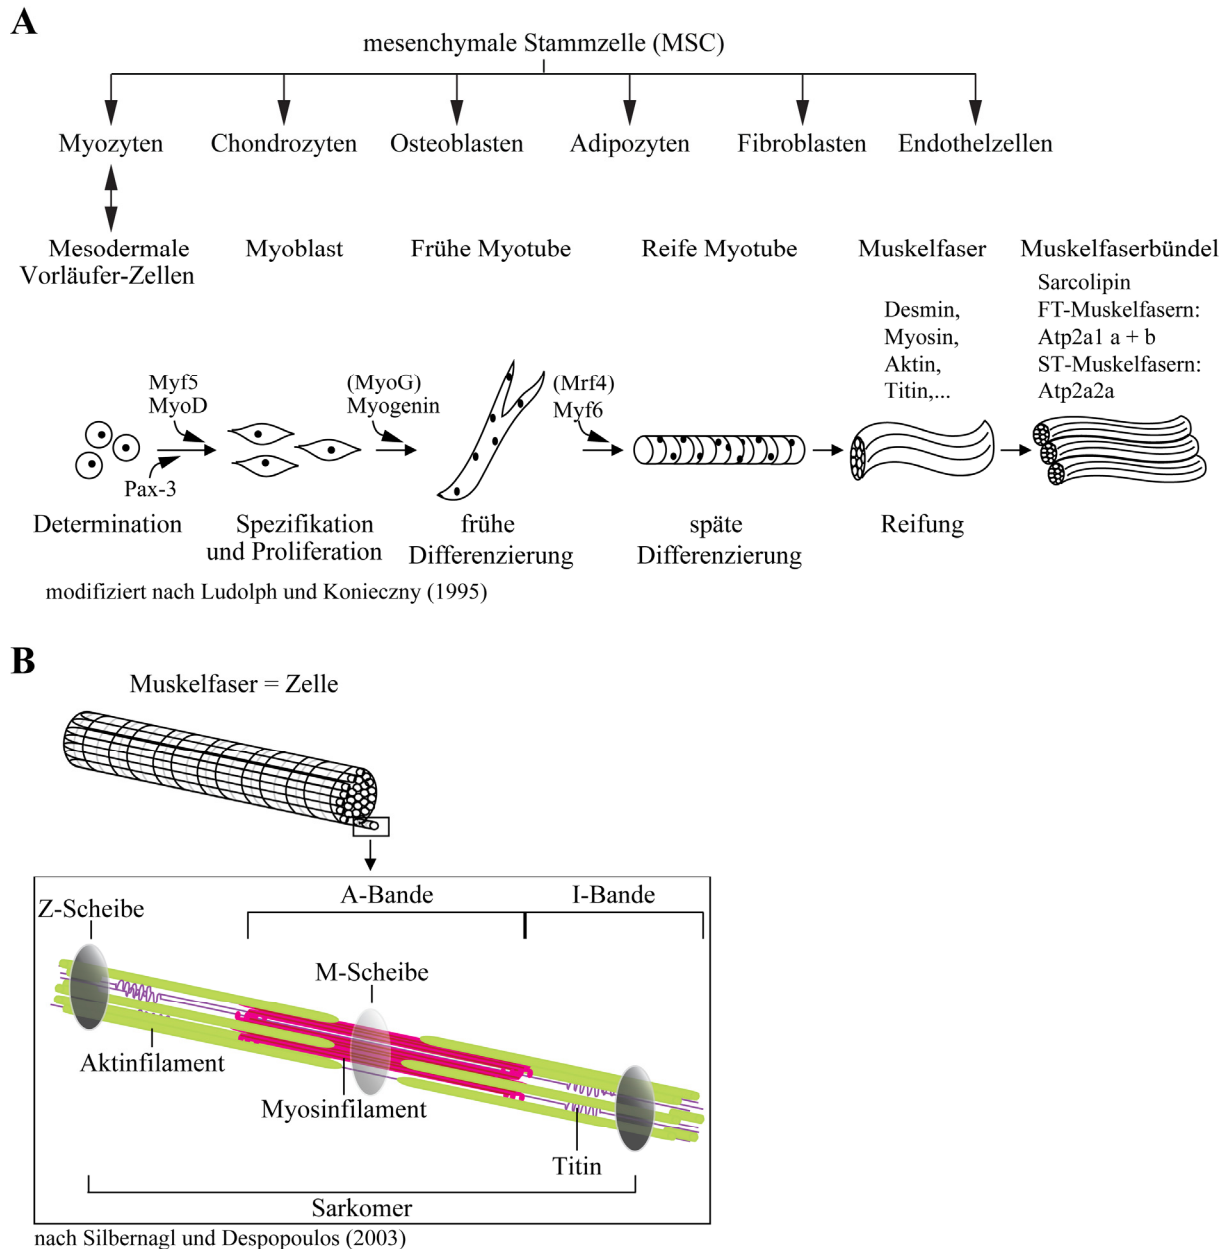 A
mesenchymale Stammzelle (MSC)
Myozyten
Chondrozyten
Osteoblasten
Adipozyten
Fibroblasten
Endothelzellen
Mesodermale
Vorläufer-Zellen
Myoblast
Frühe Myotube
Reife Myotube
Muskelfaser
Muskelfaserbündel
Desmin,
Myosin,
Aktin,
Titin,...
Sarcolipin
FT-Muskelfasern:
Atp2a1 a + b
ST-Muskelfasern:
Atp2a2a
Myf5
MyoD
Pax-3
(MyoG)
Myogenin
(Mrf4)
Myf6
Determination
Spezifikation
und Proliferation
frühe
Differenzierung
späte
Differenzierung
Reifung
modifiziert nach Ludolph und Konieczny (1995)
B
Muskelfaser = Zelle
A-Bande
I-Bande
Z-Scheibe
M-Scheibe
Aktinfilament
Myosinfilament
Titin
Sarkomer
nach Silbernagl und Despopoulos (2003)